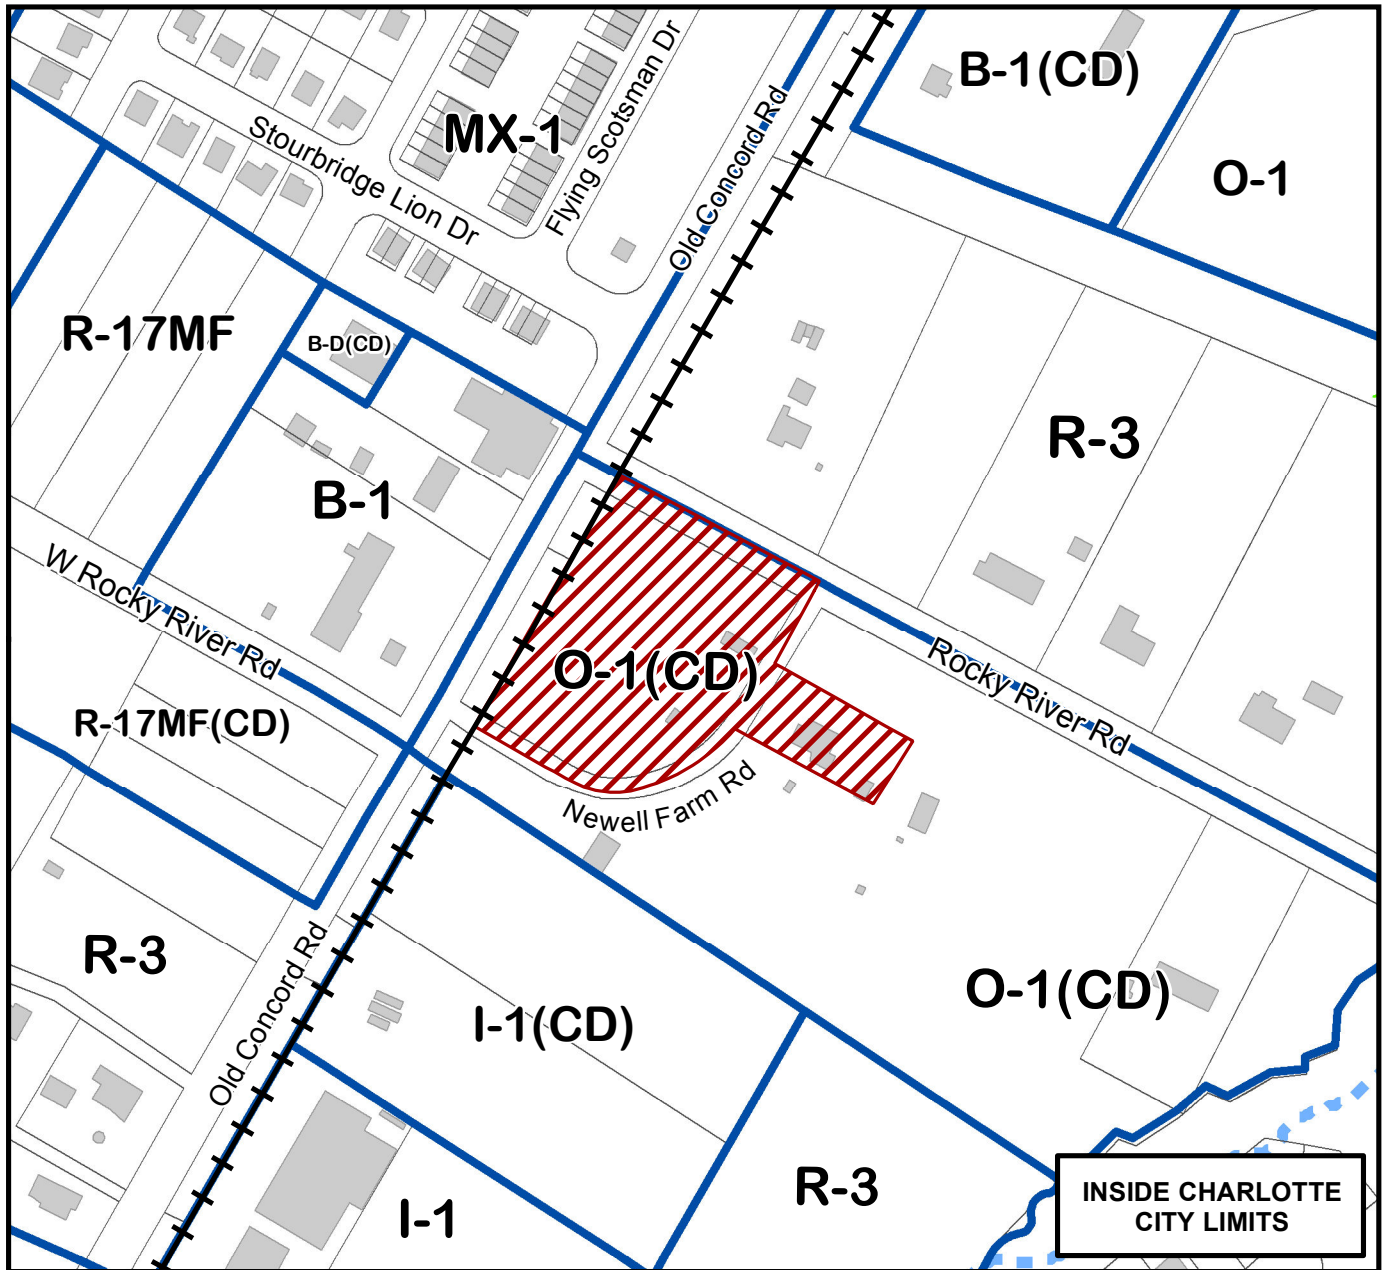 B-1(CD)
MX-1
Stourbridge Lion Dr
Flying Scotsman Dr
Old Concord Rd
O-1
R-17MF
B-D(CD)
R-3
B-1
W Rocky River Rd
O-1(CD)
Rocky River Rd
R-17MF(CD)
Newell Farm Rd
R-3
Old Concord Rd
I-1(CD)
O-1(CD)
R-3
I-1
INSIDE CHARLOTTE
CITY LIMITS